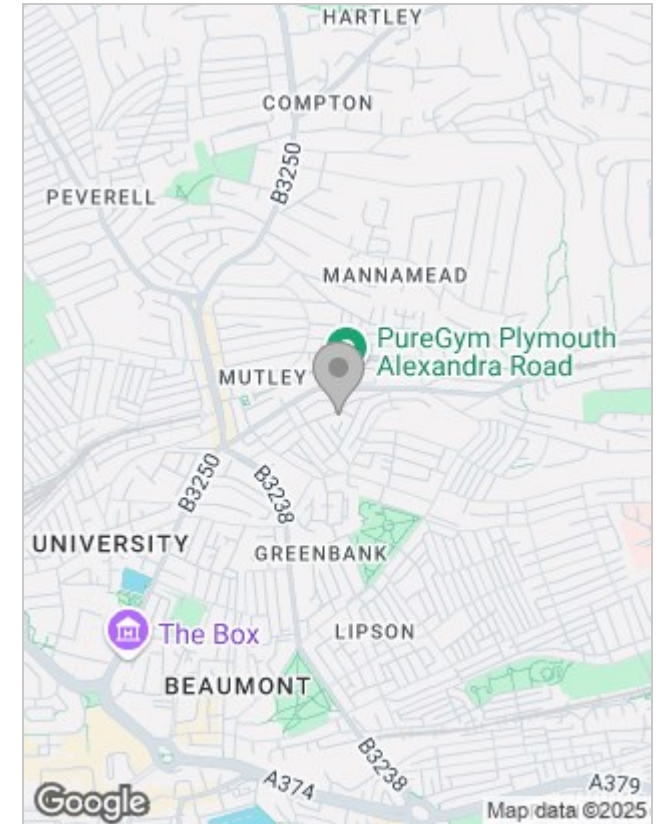 HARTLEY
COMPTON
B3250
PEVERELL
MANNAMEAD
PureGym Plymouth
Alexandra Road
MUTLEY
B3250
B3238
UNIVERSITY
GREENBANK
The Box
LIPSON
BEAUMONT
B3238
A374
A379
Google
Map data ©2025